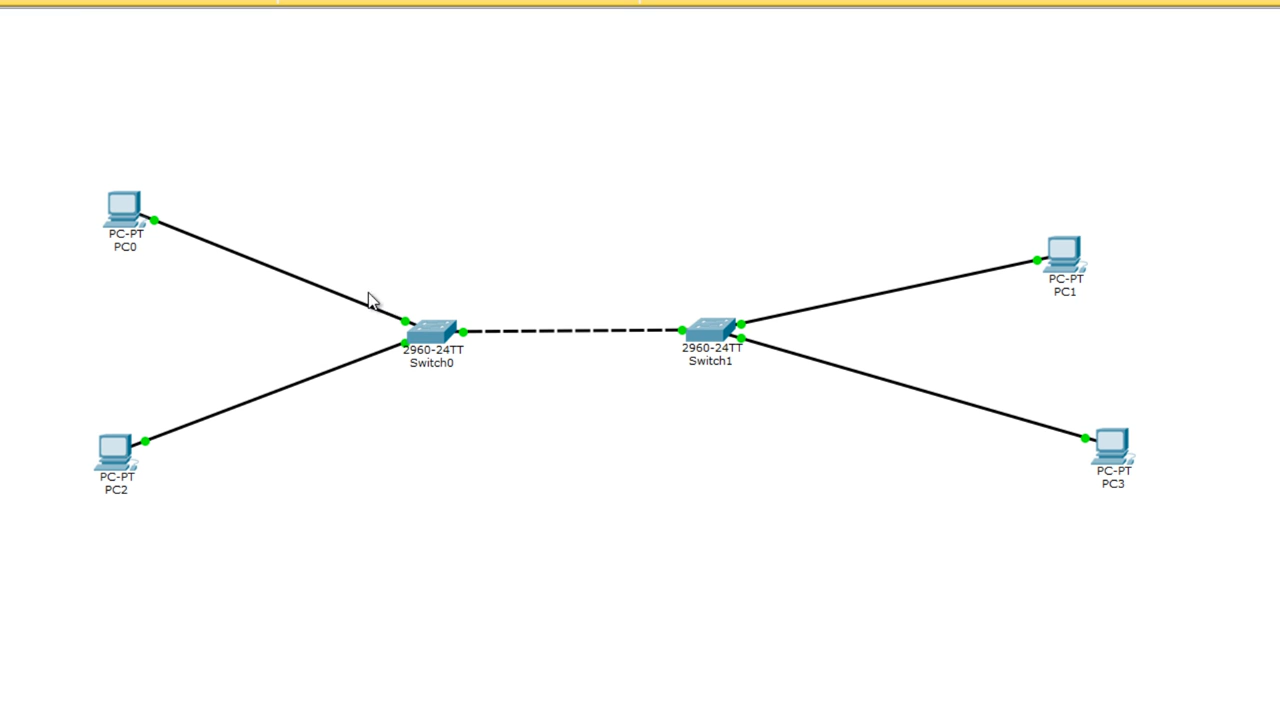 PC-PT
PC0
PC-PT
PC1
2960-24TT
Switch0
2960-24TT
Switch1
PC-PT
PC2
PC-PT
PC3